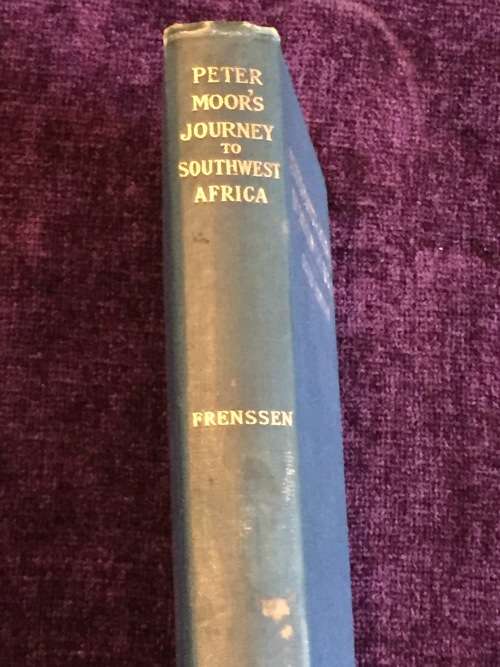 PETER
MOOR'S
JOURNEY
TO
SOUTHWEST
AFRICA
FRENSSEN